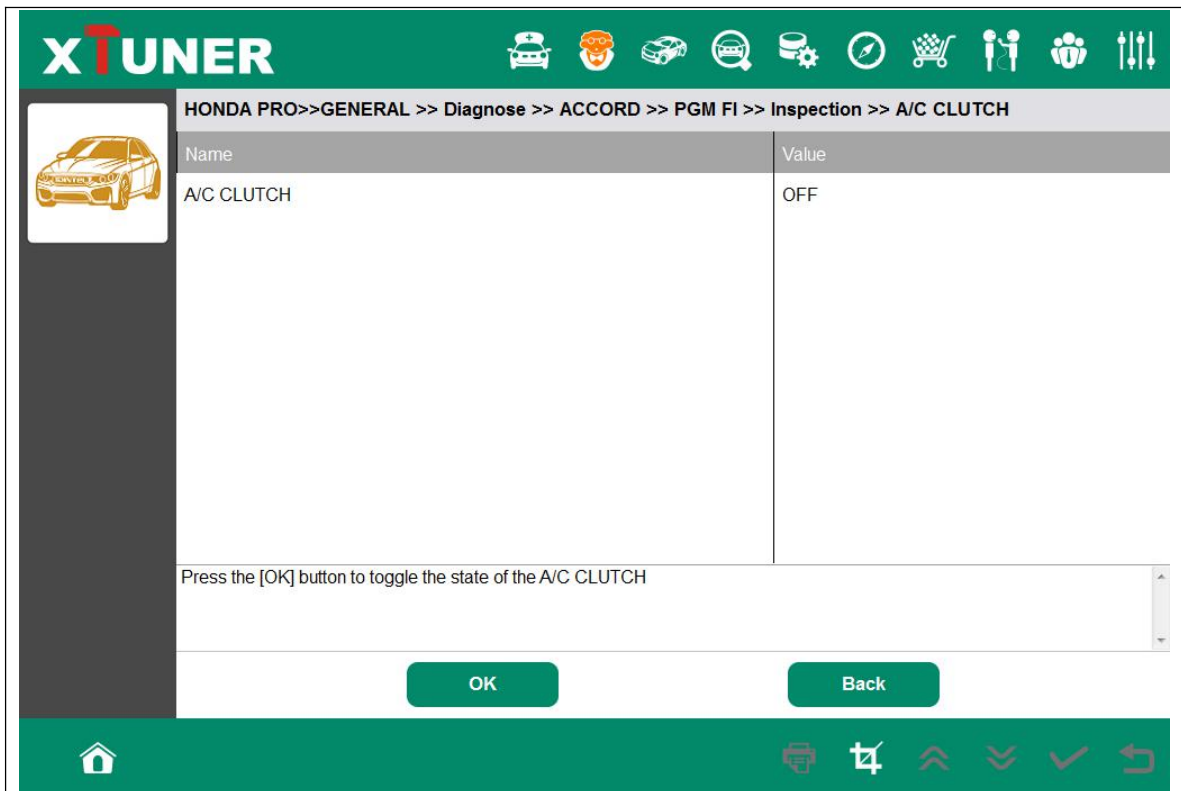 XTUNER
HONDA PRO>>GENERAL >> Diagnose >> ACCORD >> PGM FI >> Inspection >> A/C CLUTCH
Name Value
A/C CLUTCH OFF
Press the [OK] button to toggle the state of the A/C CLUTCH
OK Back